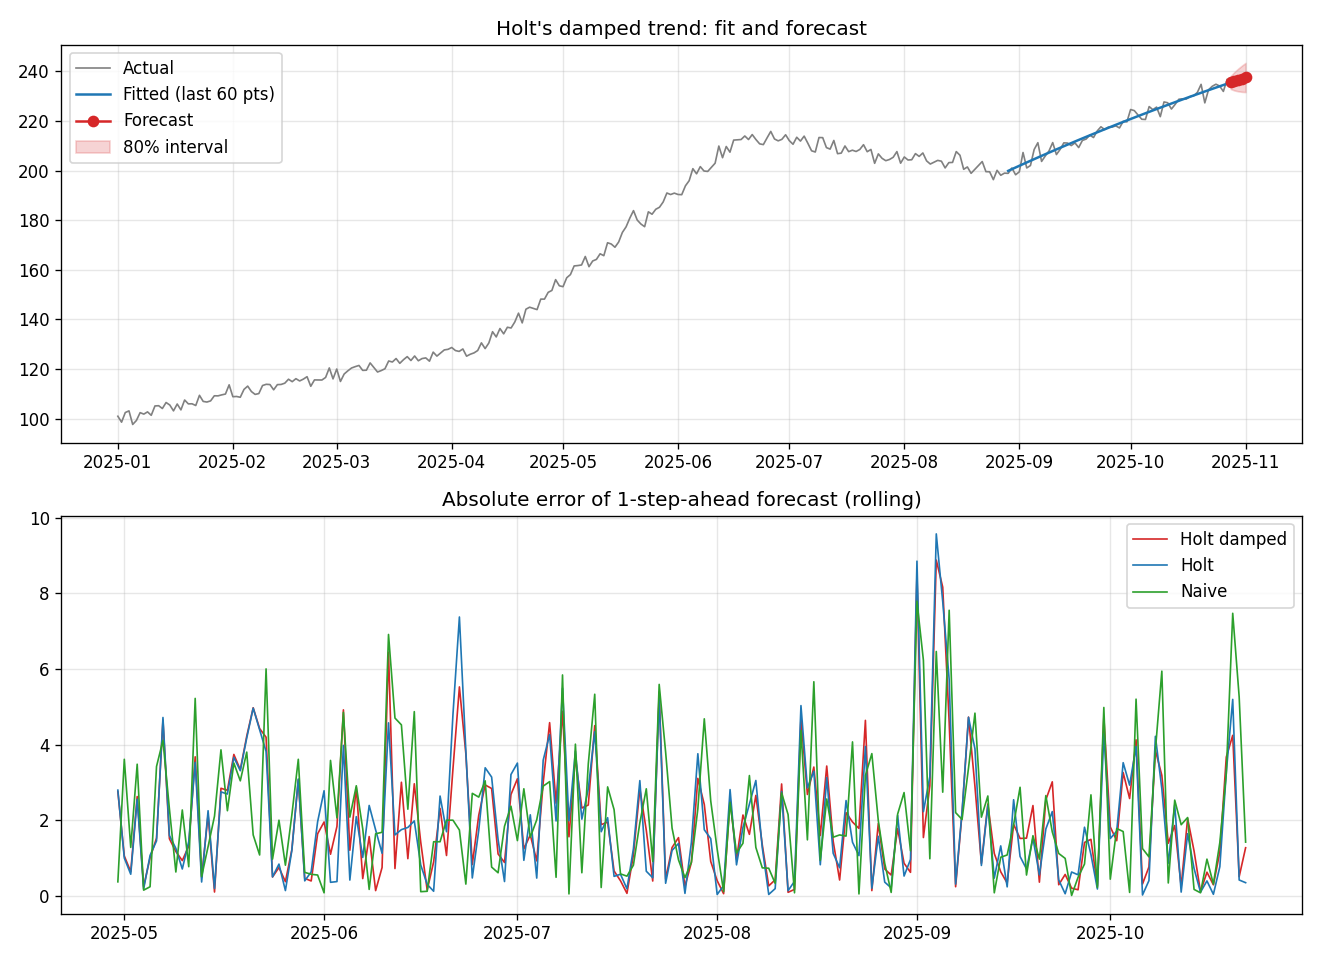 Holt's damped trend: fit and forecast
Actual
Fitted (last 60 pts)
Forecast
80% interval
240
220
200
180
160
140
120
100
2025-01 2025-02 2025-03 2025-04 2025-05 2025-06 2025-07 2025-08 2025-09 2025-10 2025-11
Absolute error of 1-step-ahead forecast (rolling)
Holt damped
Holt
Naive
10
8
6
4
2
0
2025-05 2025-06 2025-07 2025-08 2025-09 2025-10